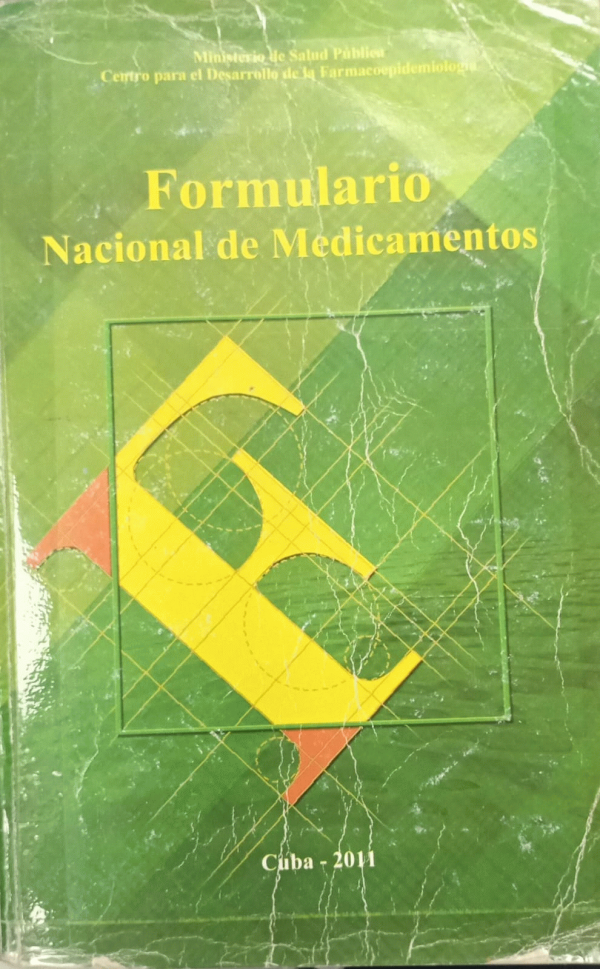 Ministerio de Salud Pública
Centro para el Desarrollo de la Farmacoepidemiología
Formulario
Nacional de Medicamentos
Cuba - 2011